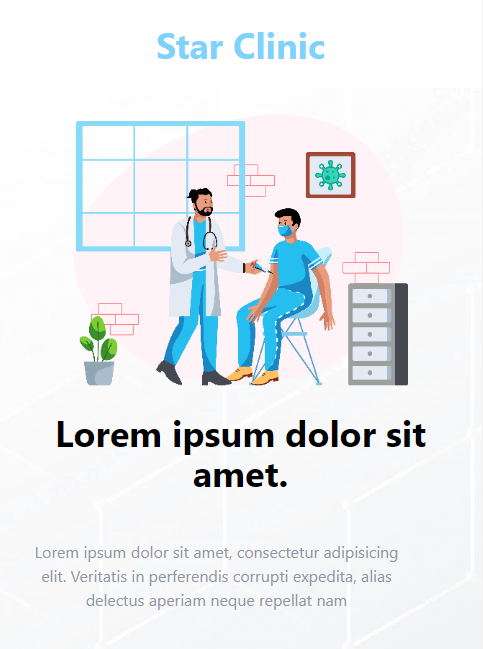 Star Clinic
Lorem ipsum dolor sit
amet.
Lorem ipsum dolor sit amet, consectetur adipisicing
elit. Veritatis in perferendis corrupti expedita, alias
delectus aperiam neque repellat nam